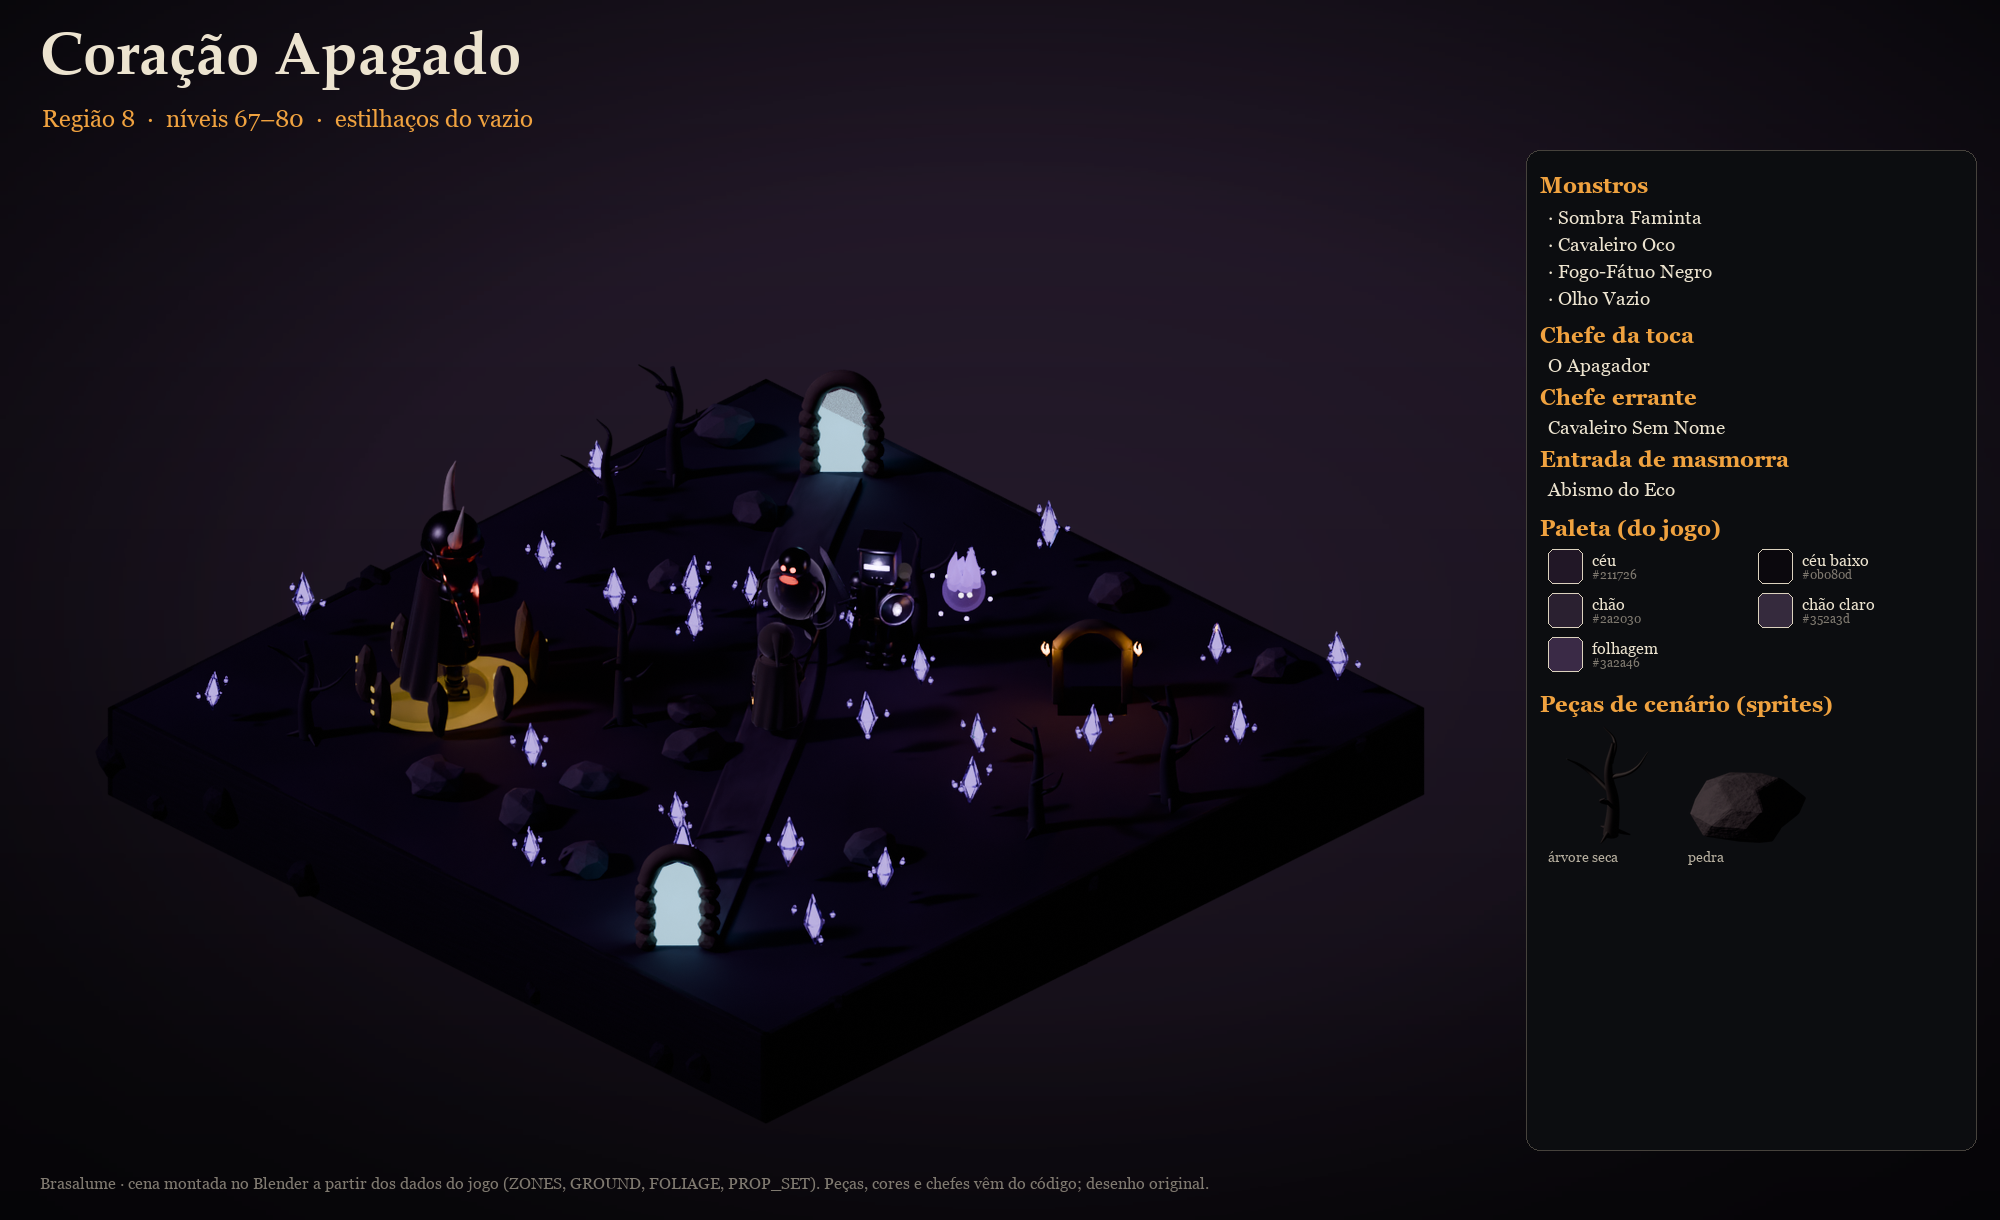 Coração Apagado
Região 8 · níveis 67–80 · estilhaços do vazio
Monstros
· Sombra Faminta
· Cavaleiro Oco
· Fogo-Fátuo Negro
· Olho Vazio
Chefe da toca
O Apagador
Chefe errante
Cavaleiro Sem Nome
Entrada de masmorra
Abismo do Eco
Paleta (do jogo)
céu
#211726
céu baixo
#0b080d
chão
#2a2030
chão claro
#352a3d
folhagem
#3a2a46
Peças de cenário (sprites)
árvore seca
pedra
Brasalume · cena montada no Blender a partir dos dados do jogo (ZONES, GROUND, FOLIAGE, PROP_SET). Peças, cores e chefes vêm do código; desenho original.